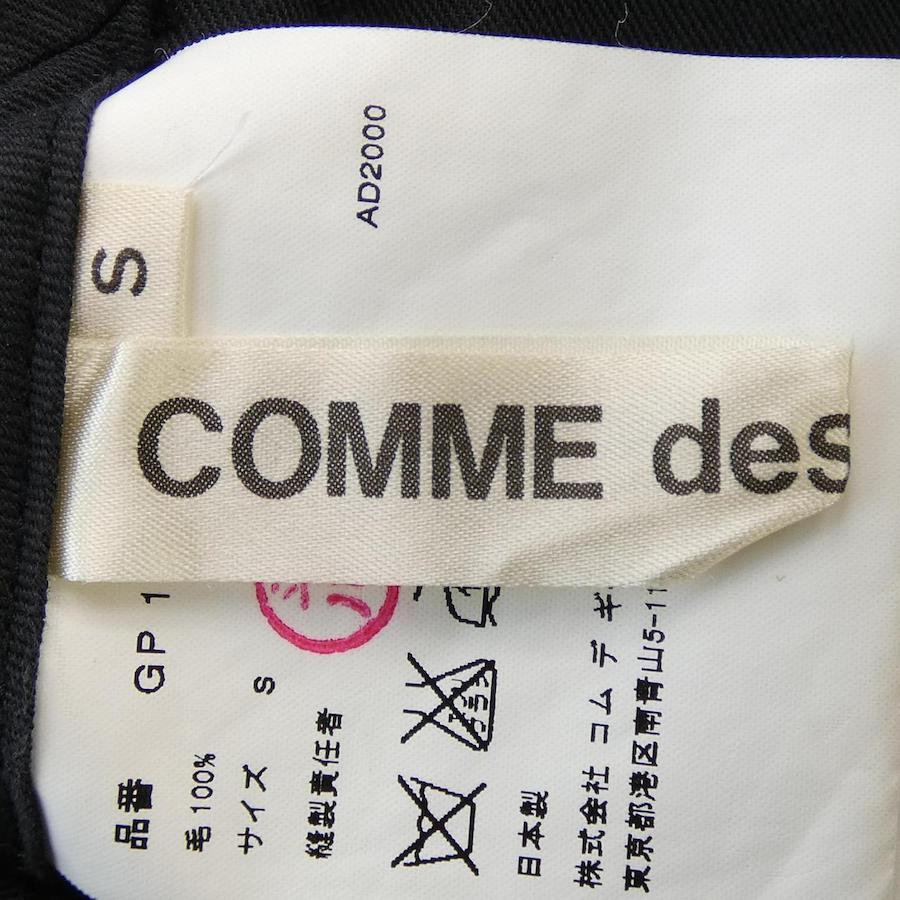 AD2000
S
COMME des
品番 GP 1
毛 100%
サイズ S
縫製責任者
日本製
株式会社 コム デ ギ
東京都港区南青山5-11